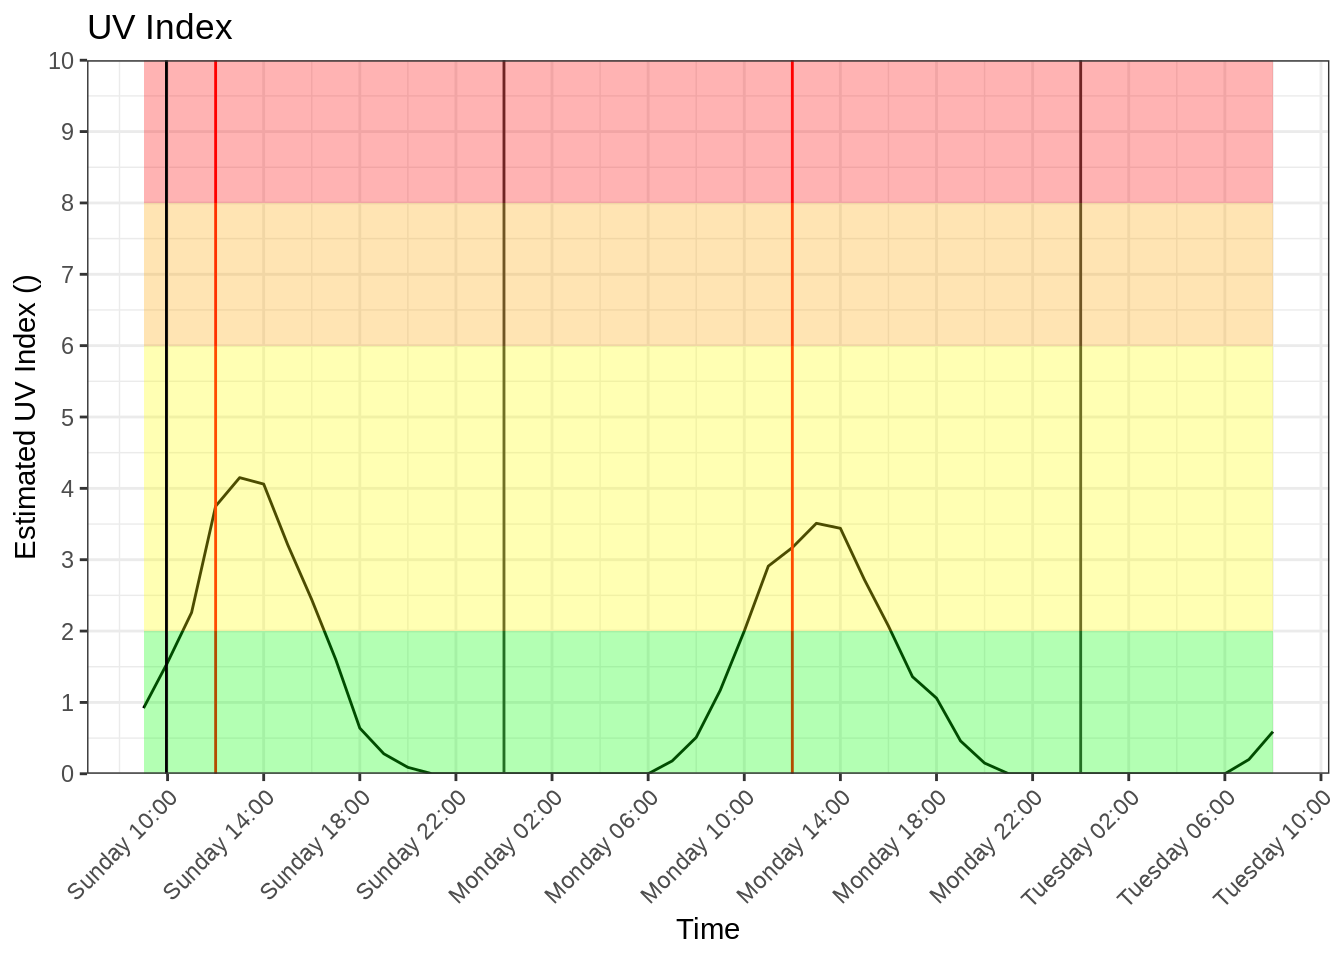 UV Index
Estimated UV Index ()
10
9
8
7
6
5
4
3
2
1
0
Sunday 10:00
Sunday 14:00
Sunday 18:00
Sunday 22:00
Monday 02:00
Monday 06:00
Monday 10:00
Monday 14:00
Monday 18:00
Monday 22:00
Tuesday 02:00
Tuesday 06:00
Tuesday 10:00
Time